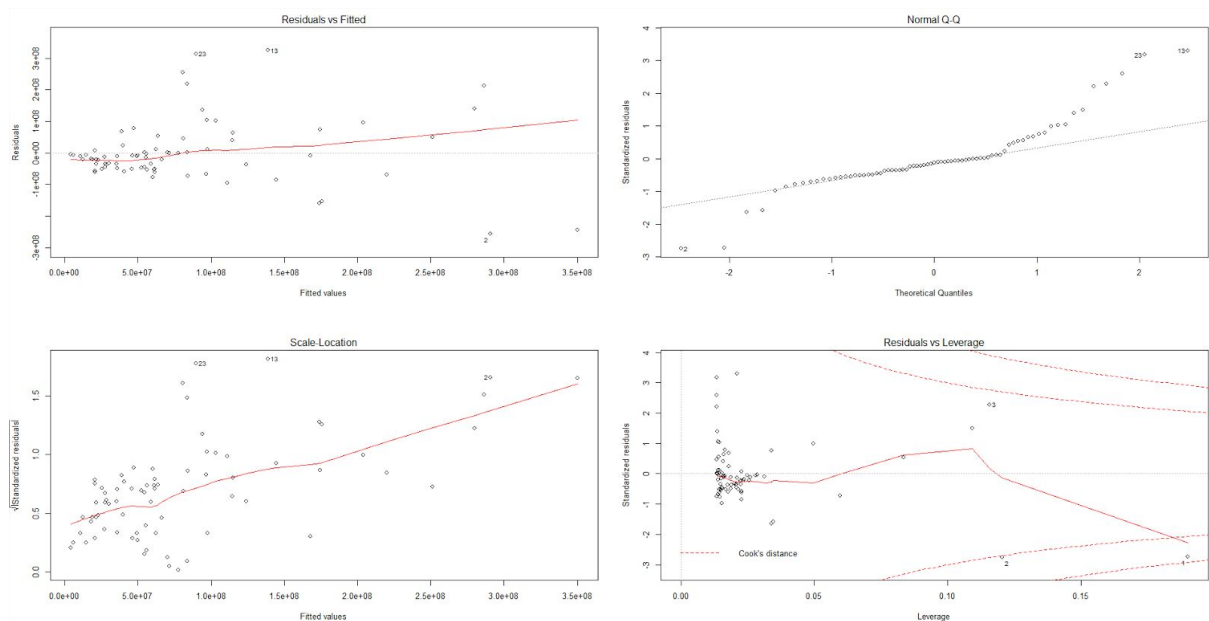 Residuals vs Fitted
Residuals
3e+08
1e+08
-1e+08
-3e+08
23
13
2
0.0e+00 5.0e+07 1.0e+08 1.5e+08 2.0e+08 2.5e+08 3.0e+08 3.5e+08
Fitted values
Normal Q-Q
Standardized residuals
4
3
2
1
0
-1
-2
-3
23
13
2
-2 -1 0 1 2
Theoretical Quantiles
Scale-Location
√|Standardized residuals|
1.5
1.0
0.5
0.0
23
13
2
0.0e+00 5.0e+07 1.0e+08 1.5e+08 2.0e+08 2.5e+08 3.0e+08 3.5e+08
Fitted values
Residuals vs Leverage
Standardized residuals
4
3
2
1
0
-1
-2
-3
3
2
1
Cook's distance
0.00 0.05 0.10 0.15
Leverage